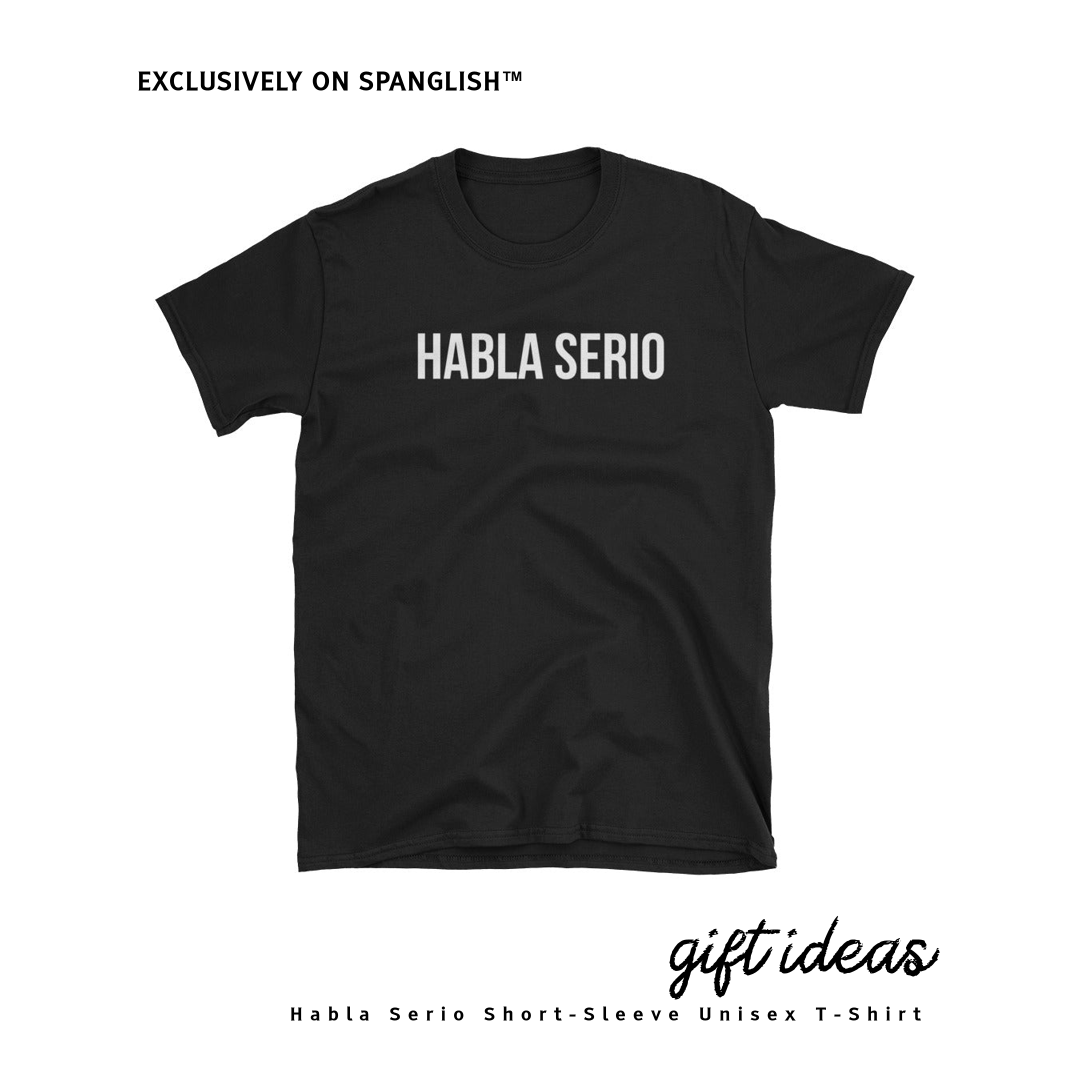 EXCLUSIVELY ON SPANGLISH™
HABLA SERIO
gift ideas
Habla Serio Short-Sleeve Unisex T-Shirt